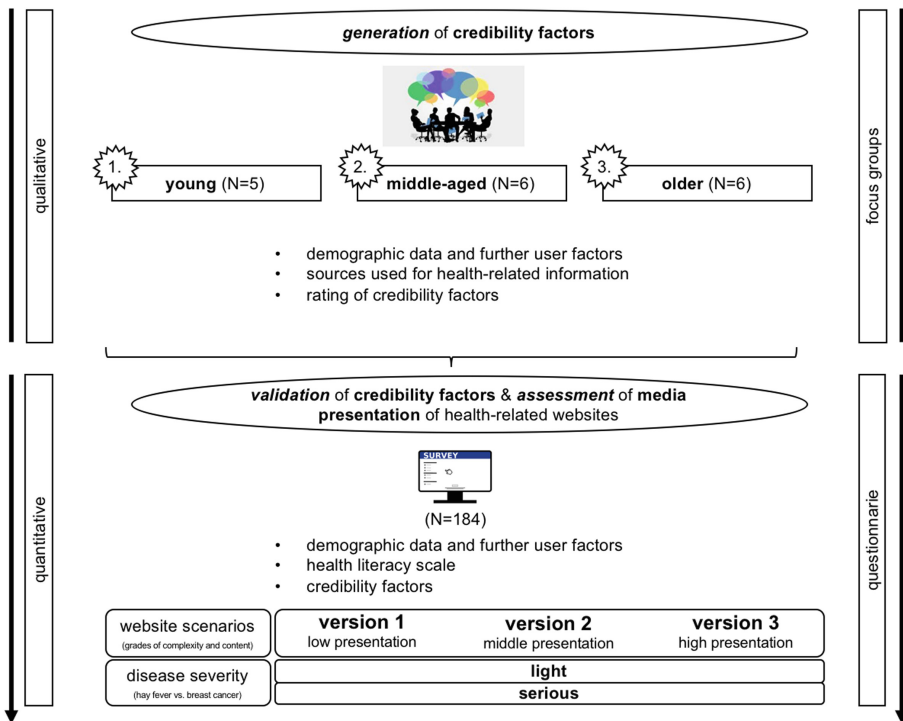 generation of credibility factors
qualitative
focus groups
1.
young (N=5)
2.
middle-aged (N=6)
3.
older (N=6)
• demographic data and further user factors
• sources used for health-related information
• rating of credibility factors
validation of credibility factors & assessment of media
presentation of health-related websites
quantitative
questionnarie
SURVEY
(N=184)
• demographic data and further user factors
• health literacy scale
• credibility factors
website scenarios
(grades of complexity and content)
version 1
low presentation
version 2
middle presentation
version 3
high presentation
disease severity
(hay fever vs. breast cancer)
light
serious